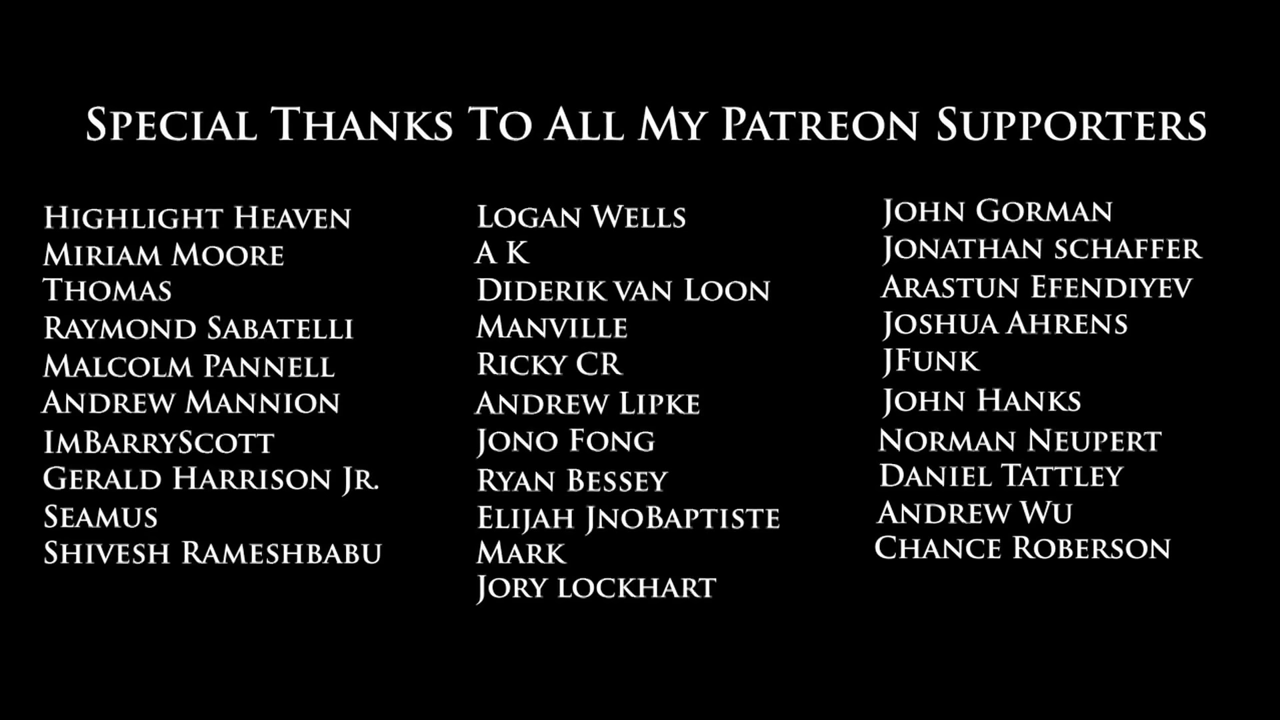 Special Thanks To All My Patreon Supporters
Highlight Heaven
Miriam Moore
Thomas
Raymond Sabatelli
Malcolm Pannell
Andrew Mannion
ImBarryScott
Gerald Harrison Jr.
Seamus
Shivesh Rameshbabu
Logan Wells
A K
Diderik van Loon
Manville
Ricky CR
Andrew Lipke
Jono Fong
Ryan Bessey
Elijah JnoBaptiste
Mark
Jory lockhart
John Gorman
Jonathan schaffer
Arastun Efendiyev
Joshua Ahrens
JFunk
John Hanks
Norman Neupert
Daniel Tattley
Andrew Wu
Chance Roberson